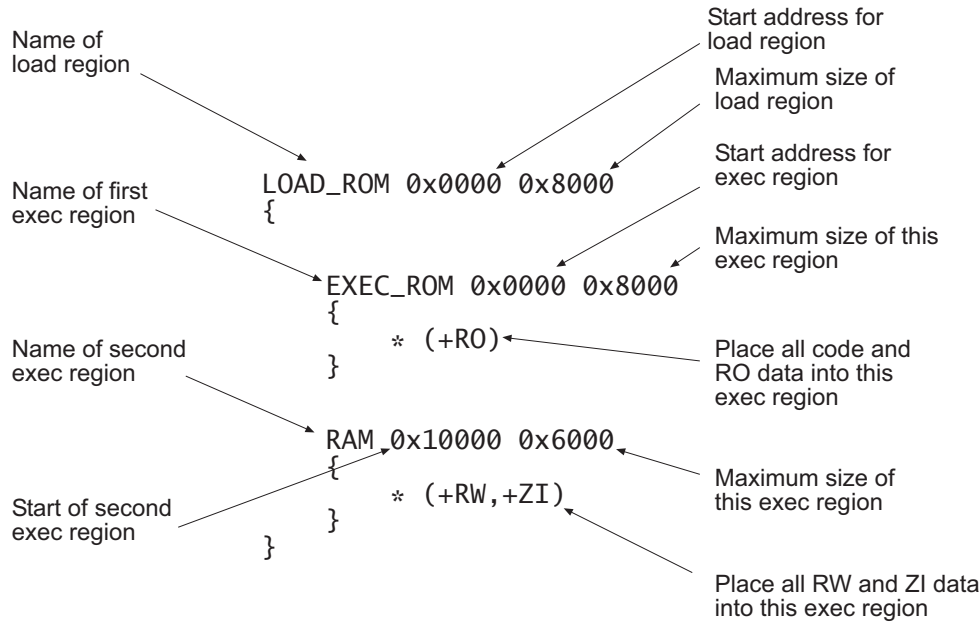 Start address for
load region
Name of
load region
Maximum size of
load region
Start address for
exec region
LOAD_ROM 0x0000 0x8000
{
Name of first
exec region
Maximum size of this
exec region
EXEC_ROM 0x0000 0x8000
{
* (+RO)
}
Name of second
exec region
Place all code and
RO data into this
exec region
RAM 0x10000 0x6000
{
* (+RW,+ZI)
}
}
Maximum size of
this exec region
Start of second
exec region
Place all RW and ZI data
into this exec region